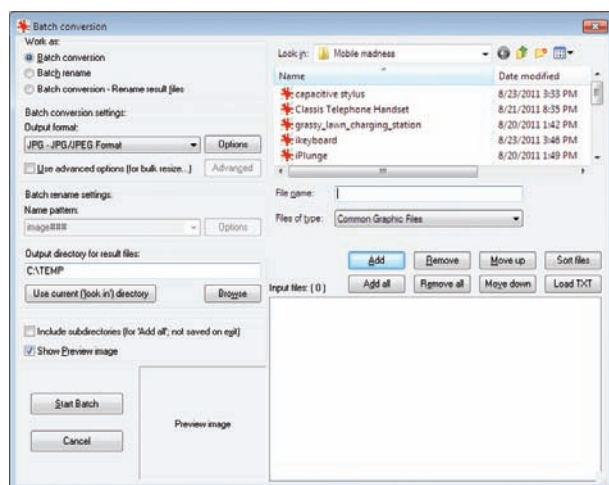 Batch conversion
Work as:
Batch conversion
Batch rename
Batch conversion - Rename result files
Batch conversion settings:
Output format:
JPG - JPG/JPEG Format
Options
Use advanced options (for bulk resize...)
Advanced
Batch rename settings:
Name pattern:
image###
Options
Output directory for result files:
C:\TEMP
Use current ('look in') directory
Browse
Include subdirectories (for 'Add all'; not saved on exit)
Show Preview image
Start Batch
Cancel
Preview image
Look in:
Mobile madness
Name
Date modified
capacitive stylus
8/23/2011 3:33 PM
Classis Telephone Handset
8/21/2011 8:35 PM
grassy_lawn_charging_station
8/20/2011 1:42 PM
ikeyboard
8/23/2011 3:46 PM
iPlunge
8/20/2011 1:49 PM
File name:
Files of type:
Common Graphic Files
Add
Remove
Move up
Sort files
Input files: ( 0 )
Add all
Remove all
Move down
Load TXT